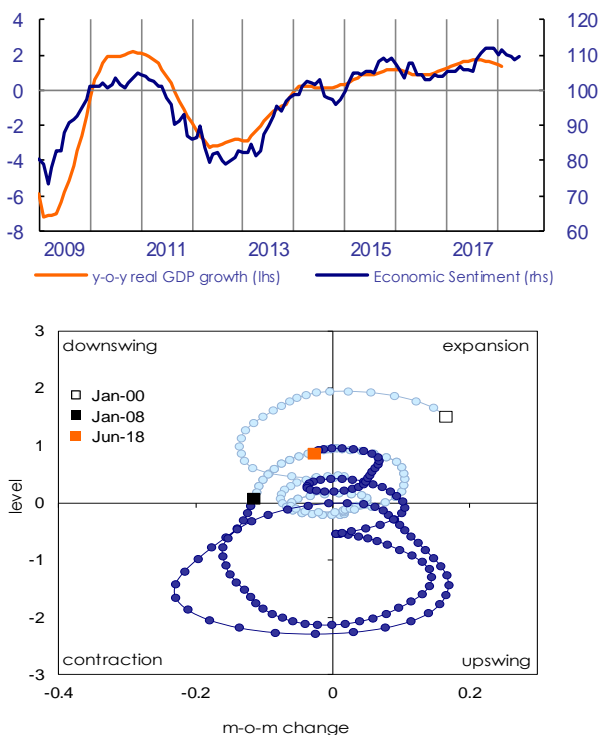 4 120
2 110
0 100
-2 90
-4 80
-6 70
-8 60
2009 2011 2013 2015 2017
y-o-y real GDP growth (lhs) Economic Sentiment (rhs)
3
downswing expansion
2
Jan-00
Jan-08
Jun-18
1
level
0
-1
-2
contraction upswing
-3
-0.4 -0.2 0 0.2
m-o-m change